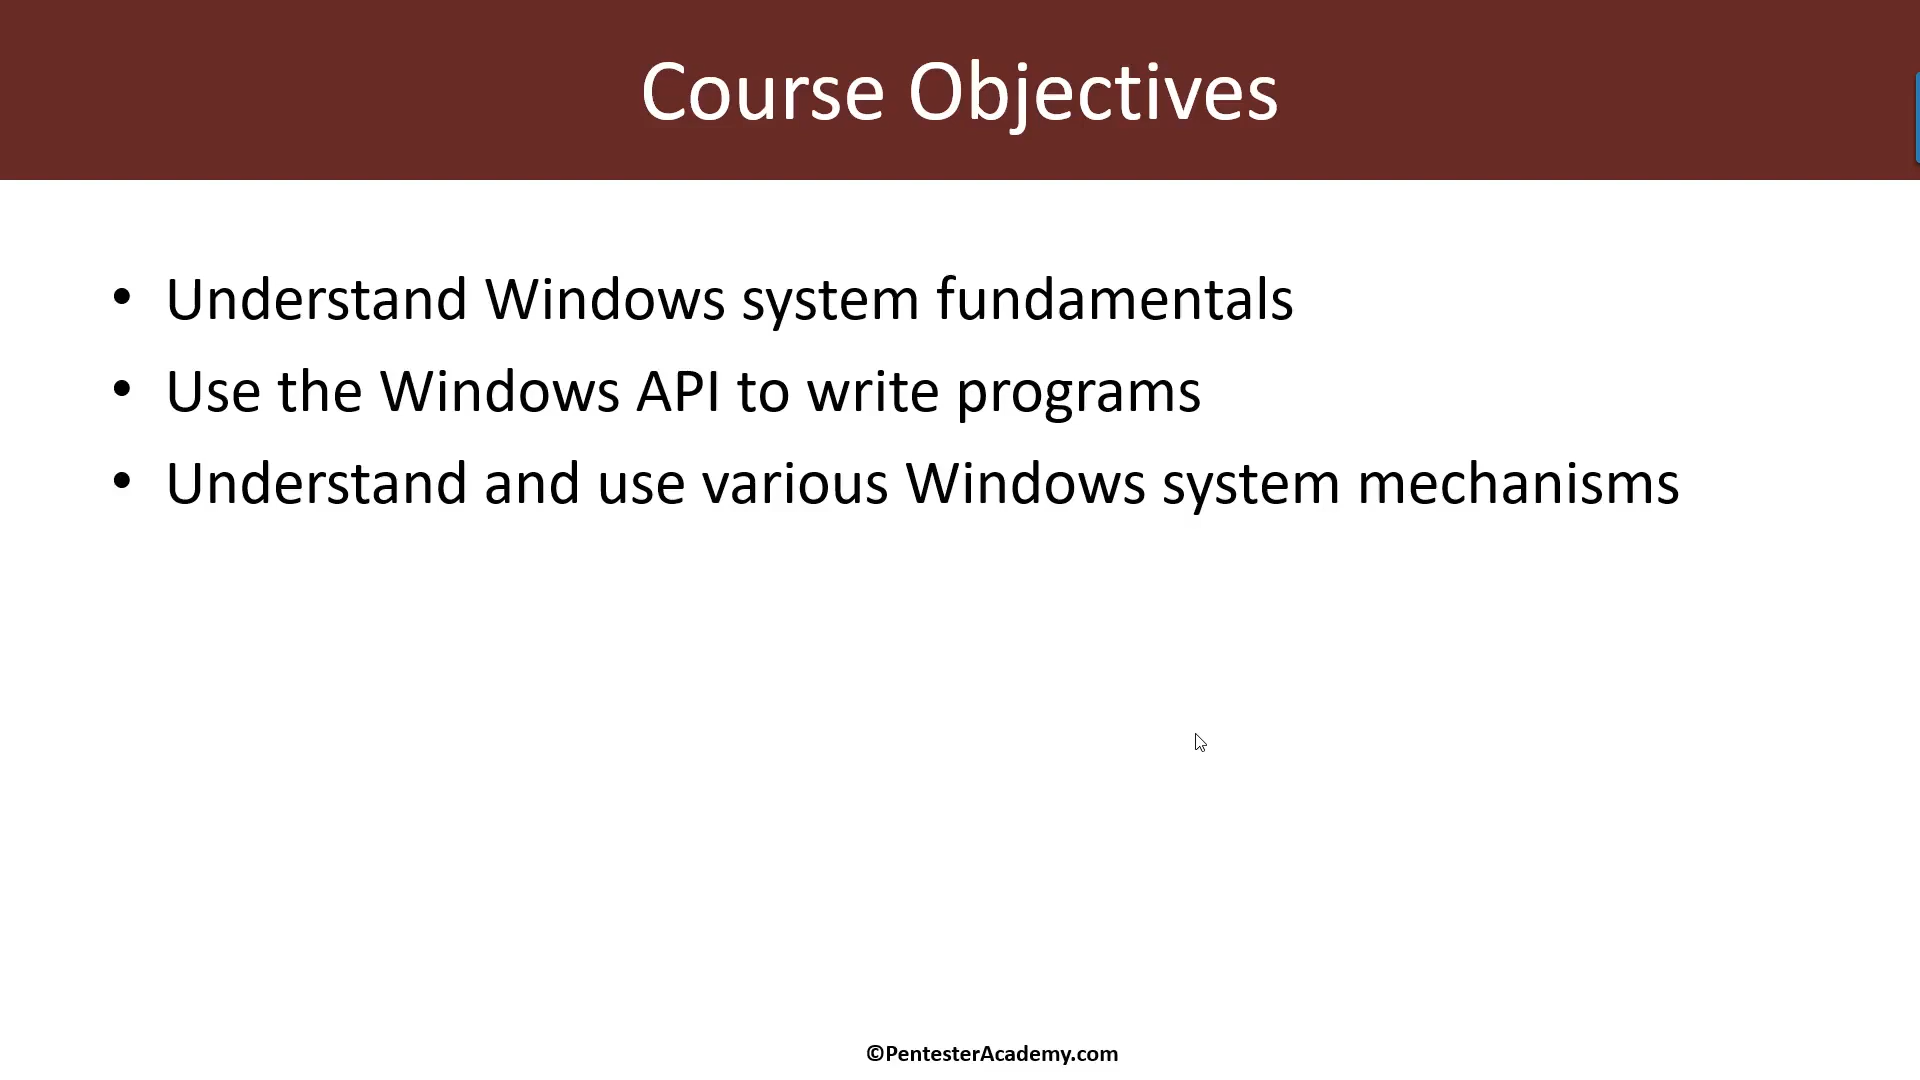 Course Objectives
• Understand Windows system fundamentals
• Use the Windows API to write programs
• Understand and use various Windows system mechanisms
©PentesterAcademy.com